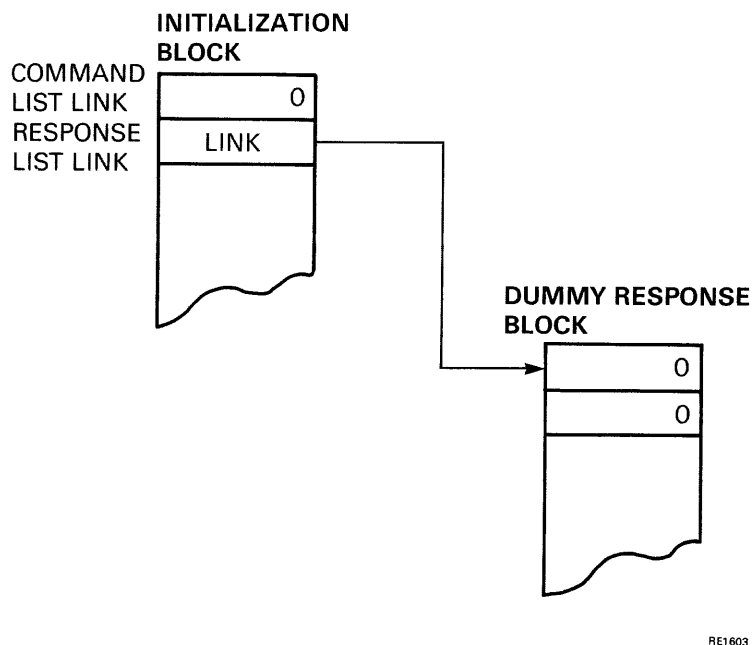 INITIALIZATION
BLOCK
COMMAND
LIST LINK
0
RESPONSE
LIST LINK
LINK
DUMMY RESPONSE
BLOCK
0
0
RE1603